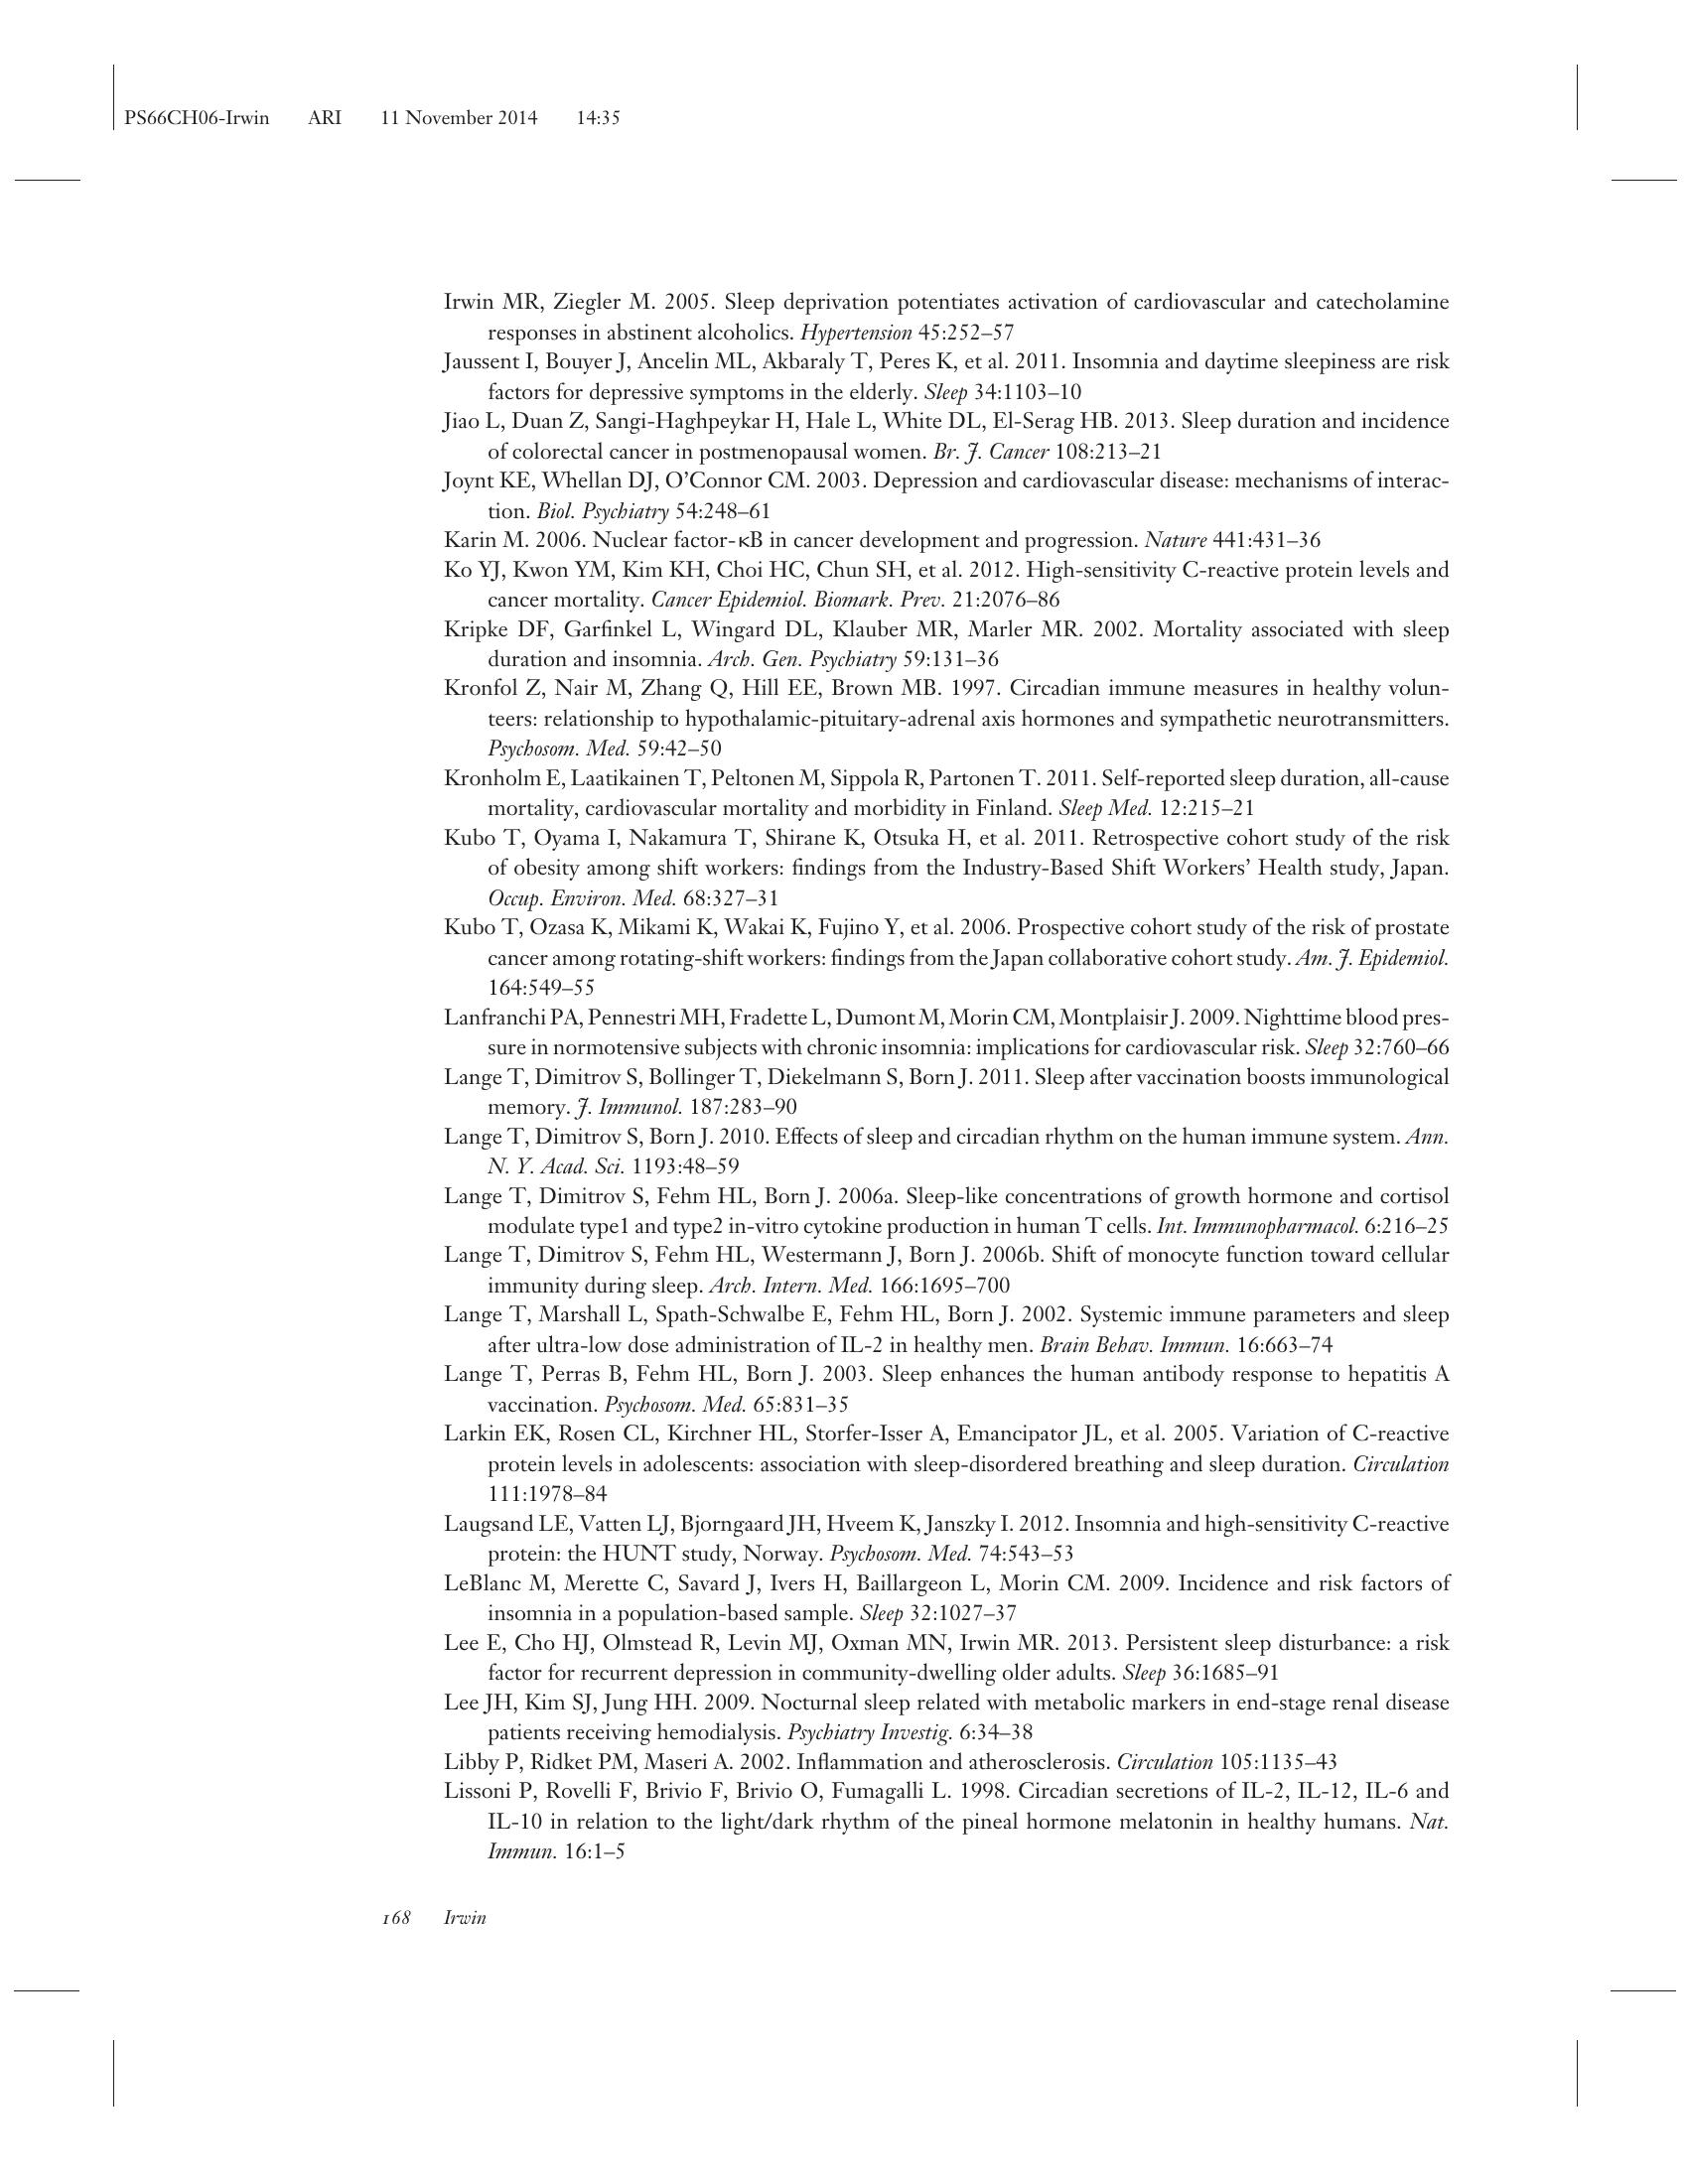 PS66CH06-Irwin ARI 11 November 2014 14:35
Irwin MR, Ziegler M. 2005. Sleep deprivation potentiates activation of cardiovascular and catecholamine
responses in abstinent alcoholics. Hypertension 45:252–57
Jaussent I, Bouyer J, Ancelin ML, Akbaraly T, Peres K, et al. 2011. Insomnia and daytime sleepiness are risk
factors for depressive symptoms in the elderly. Sleep 34:1103–10
Jiao L, Duan Z, Sangi-Haghpeykar H, Hale L, White DL, El-Serag HB. 2013. Sleep duration and incidence
of colorectal cancer in postmenopausal women. Br. J. Cancer 108:213–21
Joynt KE, Whellan DJ, O’Connor CM. 2003. Depression and cardiovascular disease: mechanisms of interac-
tion. Biol. Psychiatry 54:248–61
Karin M. 2006. Nuclear factor-κB in cancer development and progression. Nature 441:431–36
Ko YJ, Kwon YM, Kim KH, Choi HC, Chun SH, et al. 2012. High-sensitivity C-reactive protein levels and
cancer mortality. Cancer Epidemiol. Biomark. Prev. 21:2076–86
Kripke DF, Garfinkel L, Wingard DL, Klauber MR, Marler MR. 2002. Mortality associated with sleep
duration and insomnia. Arch. Gen. Psychiatry 59:131–36
Kronfol Z, Nair M, Zhang Q, Hill EE, Brown MB. 1997. Circadian immune measures in healthy volun-
teers: relationship to hypothalamic-pituitary-adrenal axis hormones and sympathetic neurotransmitters.
Psychosom. Med. 59:42–50
Kronholm E, Laatikainen T, Peltonen M, Sippola R, Partonen T. 2011. Self-reported sleep duration, all-cause
mortality, cardiovascular mortality and morbidity in Finland. Sleep Med. 12:215–21
Kubo T, Oyama I, Nakamura T, Shirane K, Otsuka H, et al. 2011. Retrospective cohort study of the risk
of obesity among shift workers: findings from the Industry-Based Shift Workers’ Health study, Japan.
Occup. Environ. Med. 68:327–31
Kubo T, Ozasa K, Mikami K, Wakai K, Fujino Y, et al. 2006. Prospective cohort study of the risk of prostate
cancer among rotating-shift workers: findings from the Japan collaborative cohort study. Am. J. Epidemiol.
164:549–55
Lanfranchi PA, Pennestri MH, Fradette L, Dumont M, Morin CM, Montplaisir J. 2009. Nighttime blood pres-
sure in normotensive subjects with chronic insomnia: implications for cardiovascular risk. Sleep 32:760–66
Lange T, Dimitrov S, Bollinger T, Diekelmann S, Born J. 2011. Sleep after vaccination boosts immunological
memory. J. Immunol. 187:283–90
Lange T, Dimitrov S, Born J. 2010. Effects of sleep and circadian rhythm on the human immune system. Ann.
N. Y. Acad. Sci. 1193:48–59
Lange T, Dimitrov S, Fehm HL, Born J. 2006a. Sleep-like concentrations of growth hormone and cortisol
modulate type1 and type2 in-vitro cytokine production in human T cells. Int. Immunopharmacol. 6:216–25
Lange T, Dimitrov S, Fehm HL, Westermann J, Born J. 2006b. Shift of monocyte function toward cellular
immunity during sleep. Arch. Intern. Med. 166:1695–700
Lange T, Marshall L, Spath-Schwalbe E, Fehm HL, Born J. 2002. Systemic immune parameters and sleep
after ultra-low dose administration of IL-2 in healthy men. Brain Behav. Immun. 16:663–74
Lange T, Perras B, Fehm HL, Born J. 2003. Sleep enhances the human antibody response to hepatitis A
vaccination. Psychosom. Med. 65:831–35
Larkin EK, Rosen CL, Kirchner HL, Storfer-Isser A, Emancipator JL, et al. 2005. Variation of C-reactive
protein levels in adolescents: association with sleep-disordered breathing and sleep duration. Circulation
111:1978–84
Laugsand LE, Vatten LJ, Bjorngaard JH, Hveem K, Janszky I. 2012. Insomnia and high-sensitivity C-reactive
protein: the HUNT study, Norway. Psychosom. Med. 74:543–53
LeBlanc M, Merette C, Savard J, Ivers H, Baillargeon L, Morin CM. 2009. Incidence and risk factors of
insomnia in a population-based sample. Sleep 32:1027–37
Lee E, Cho HJ, Olmstead R, Levin MJ, Oxman MN, Irwin MR. 2013. Persistent sleep disturbance: a risk
factor for recurrent depression in community-dwelling older adults. Sleep 36:1685–91
Lee JH, Kim SJ, Jung HH. 2009. Nocturnal sleep related with metabolic markers in end-stage renal disease
patients receiving hemodialysis. Psychiatry Investig. 6:34–38
Libby P, Ridket PM, Maseri A. 2002. Inflammation and atherosclerosis. Circulation 105:1135–43
Lissoni P, Rovelli F, Brivio F, Brivio O, Fumagalli L. 1998. Circadian secretions of IL-2, IL-12, IL-6 and
IL-10 in relation to the light/dark rhythm of the pineal hormone melatonin in healthy humans. Nat.
Immun. 16:1–5
168 Irwin